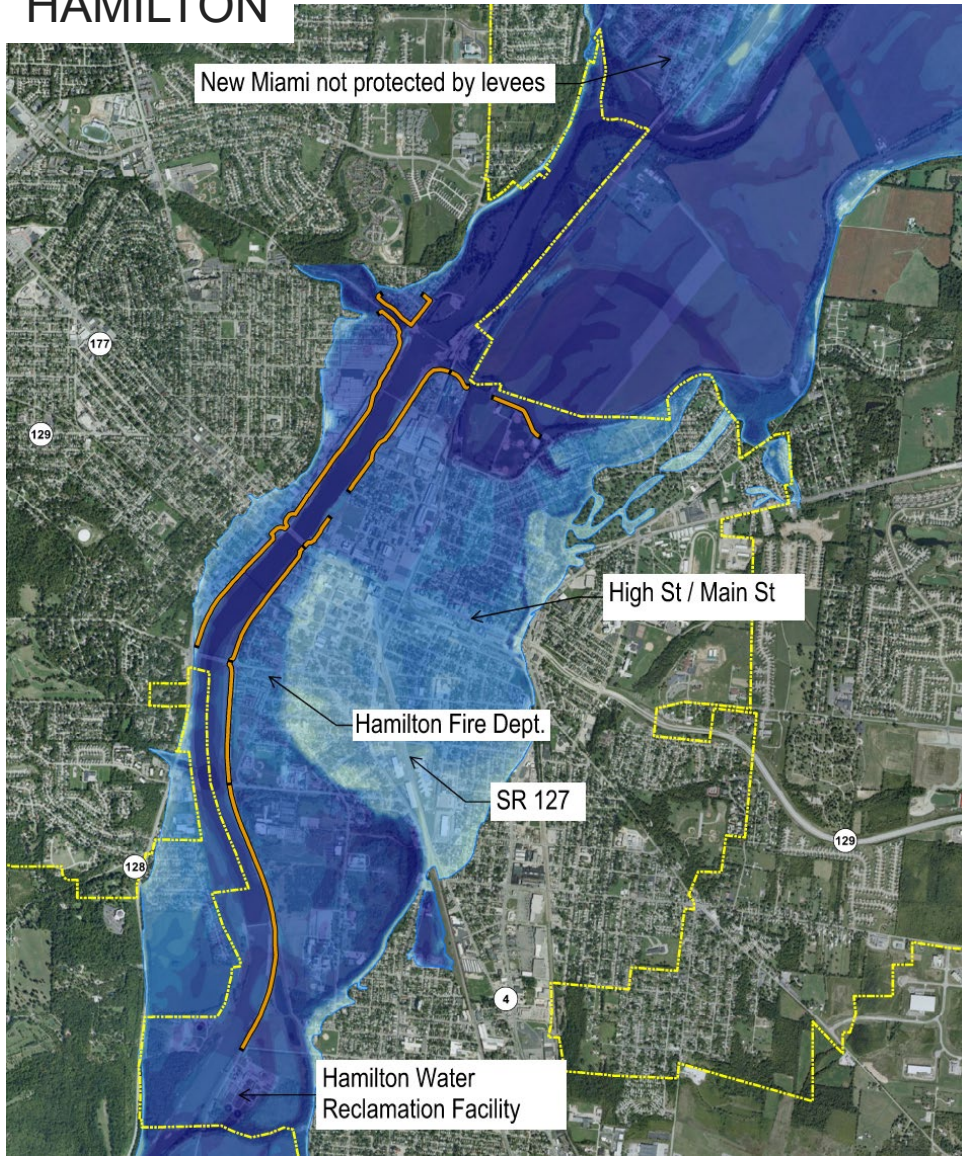 HAMILTON
New Miami not protected by levees
177
129
High St / Main St
Hamilton Fire Dept.
SR 127
129
128
4
Hamilton Water
Reclamation Facility